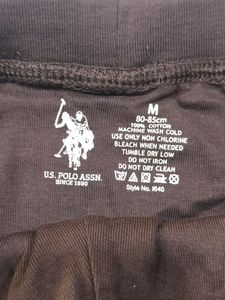 U.S. POLO ASSN.
SINCE 1890
M
80-85cm
100% COTTON
MACHINE WASH COLD
USE ONLY NON CHLORINE
BLEACH WHEN NEEDED
TUMBLE DRY LOW
DO NOT IRON
DO NOT DRY CLEAN
Style No. I640